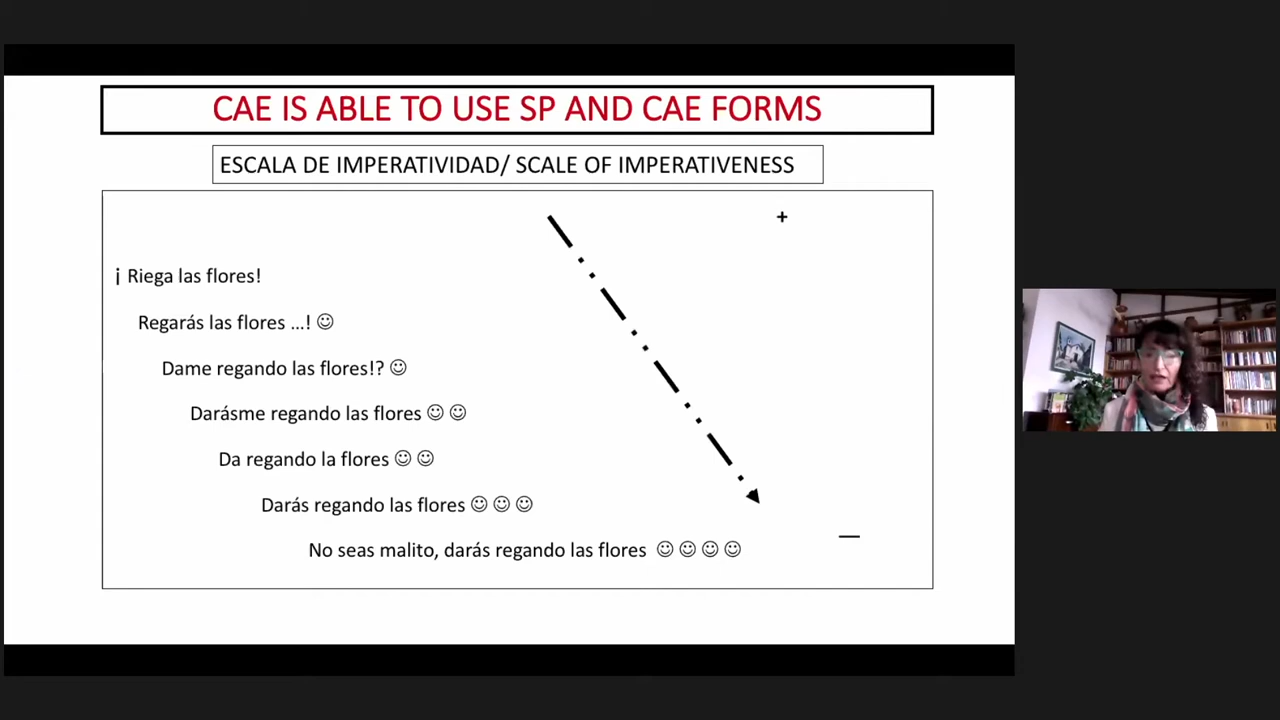 CAE IS ABLE TO USE SP AND CAE FORMS
ESCALA DE IMPERATIVIDAD/ SCALE OF IMPERATIVENESS
+
¡ Riega las flores!
Regarás las flores ...! ☺
Dame regando las flores!? ☺
Darásme regando las flores ☺ ☺
Da regando la flores ☺ ☺
Darás regando las flores ☺ ☺ ☺
—
No seas malito, darás regando las flores ☺ ☺ ☺ ☺